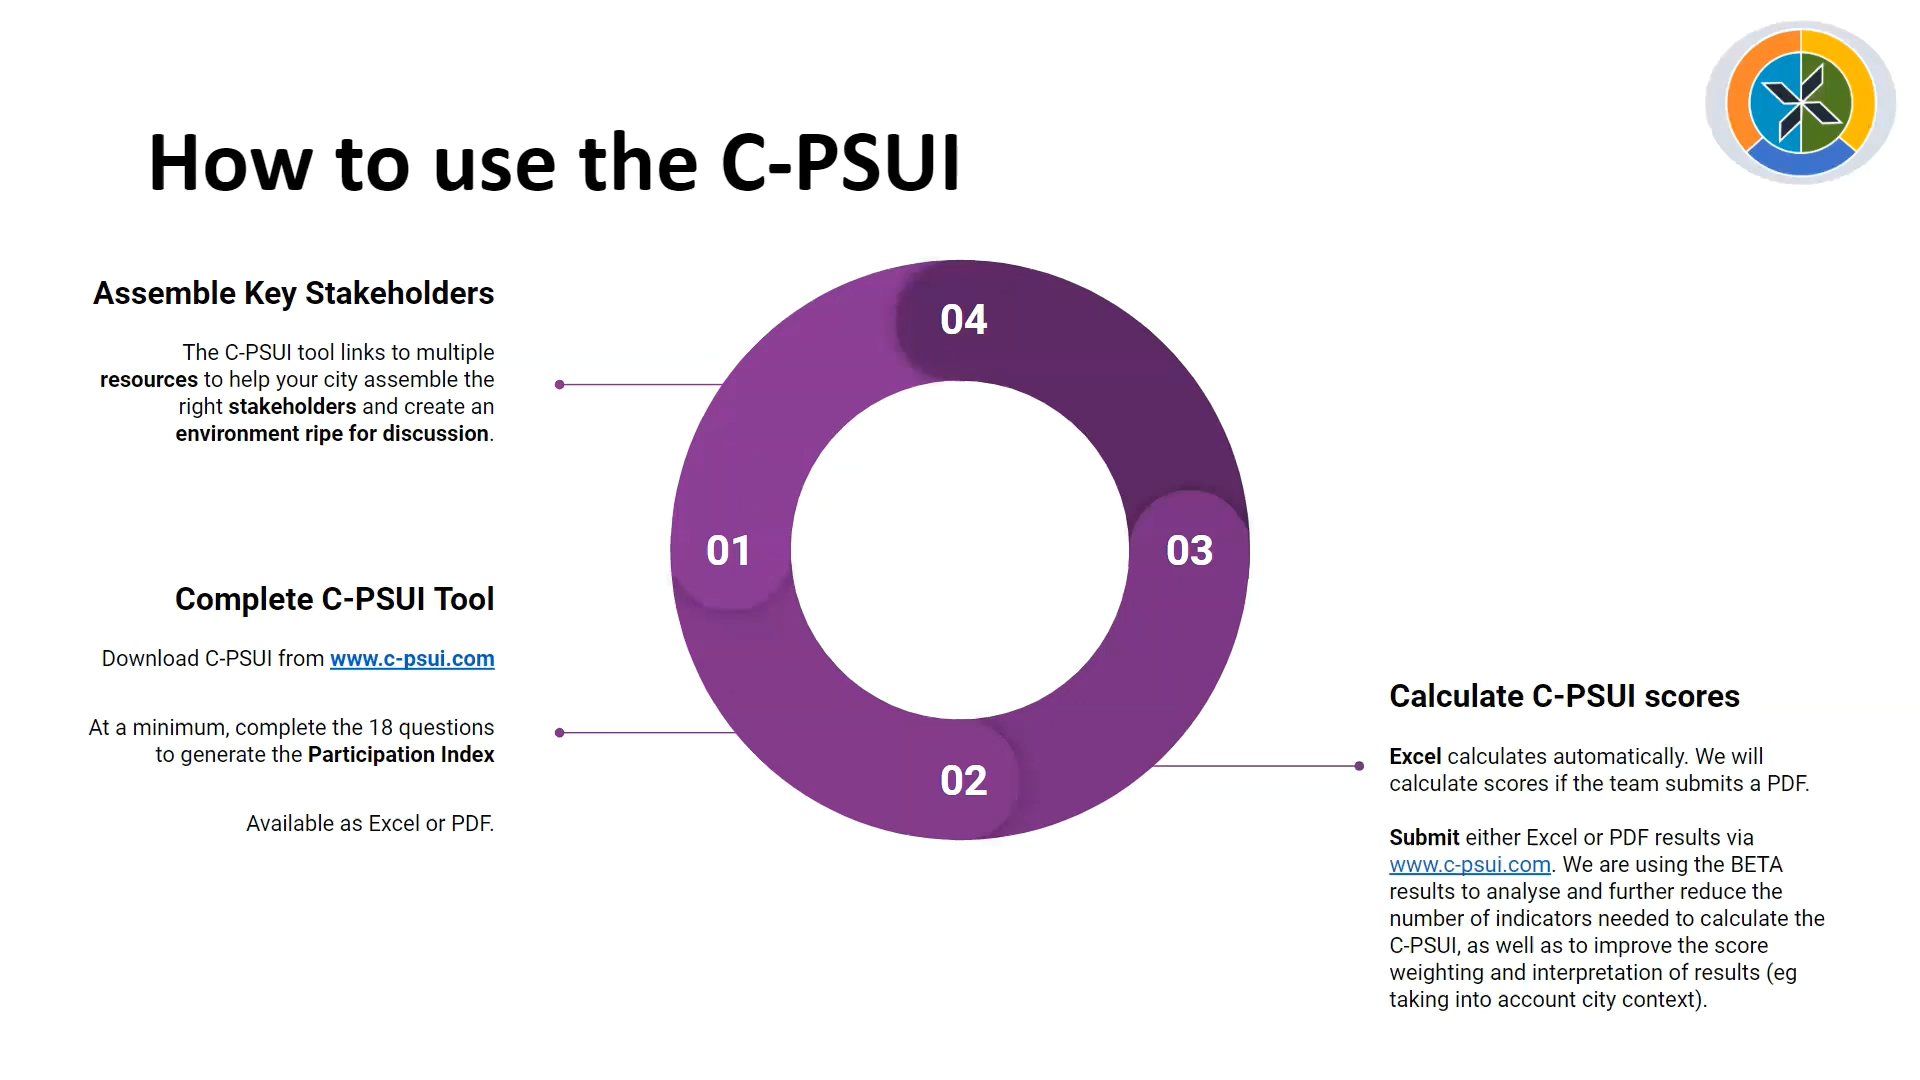 How to use the C-PSUI
Assemble Key Stakeholders
The C-PSUI tool links to multiple
resources to help your city assemble the
right stakeholders and create an
environment ripe for discussion.
Complete C-PSUI Tool
Download C-PSUI from www.c-psui.com
At a minimum, complete the 18 questions
to generate the Participation Index
Available as Excel or PDF.
04
01
03
02
Calculate C-PSUI scores
Excel calculates automatically. We will
calculate scores if the team submits a PDF.
Submit either Excel or PDF results via
www.c-psui.com. We are using the BETA
results to analyse and further reduce the
number of indicators needed to calculate the
C-PSUI, as well as to improve the score
weighting and interpretation of results (eg
taking into account city context).